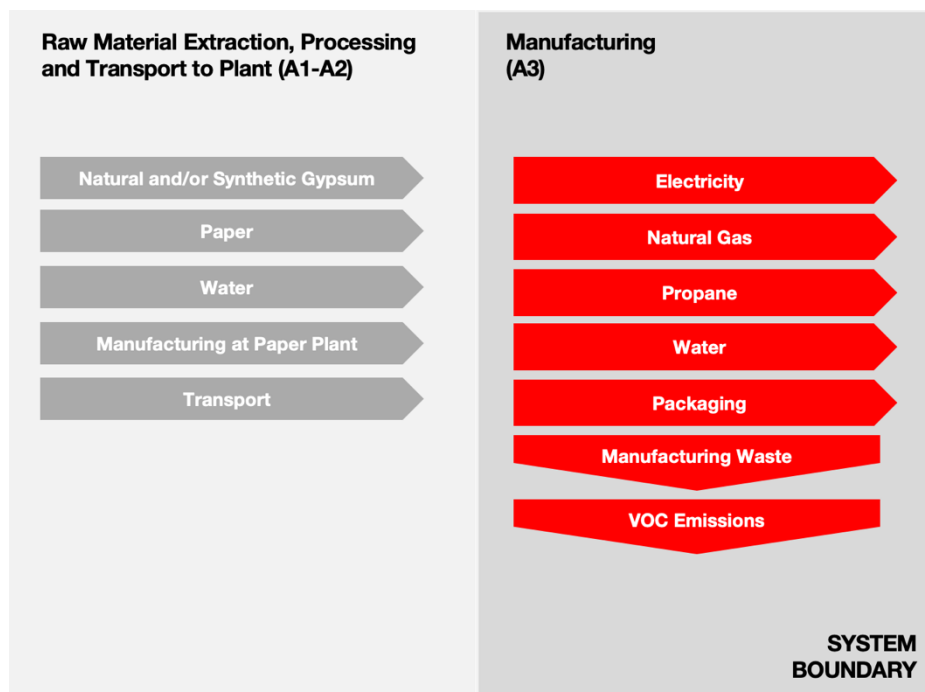 Raw Material Extraction, Processing
and Transport to Plant (A1-A2)
Natural and/or Synthetic Gypsum
Paper
Water
Manufacturing at Paper Plant
Transport
Manufacturing
(A3)
Electricity
Natural Gas
Propane
Water
Packaging
Manufacturing Waste
VOC Emissions
SYSTEM
BOUNDARY